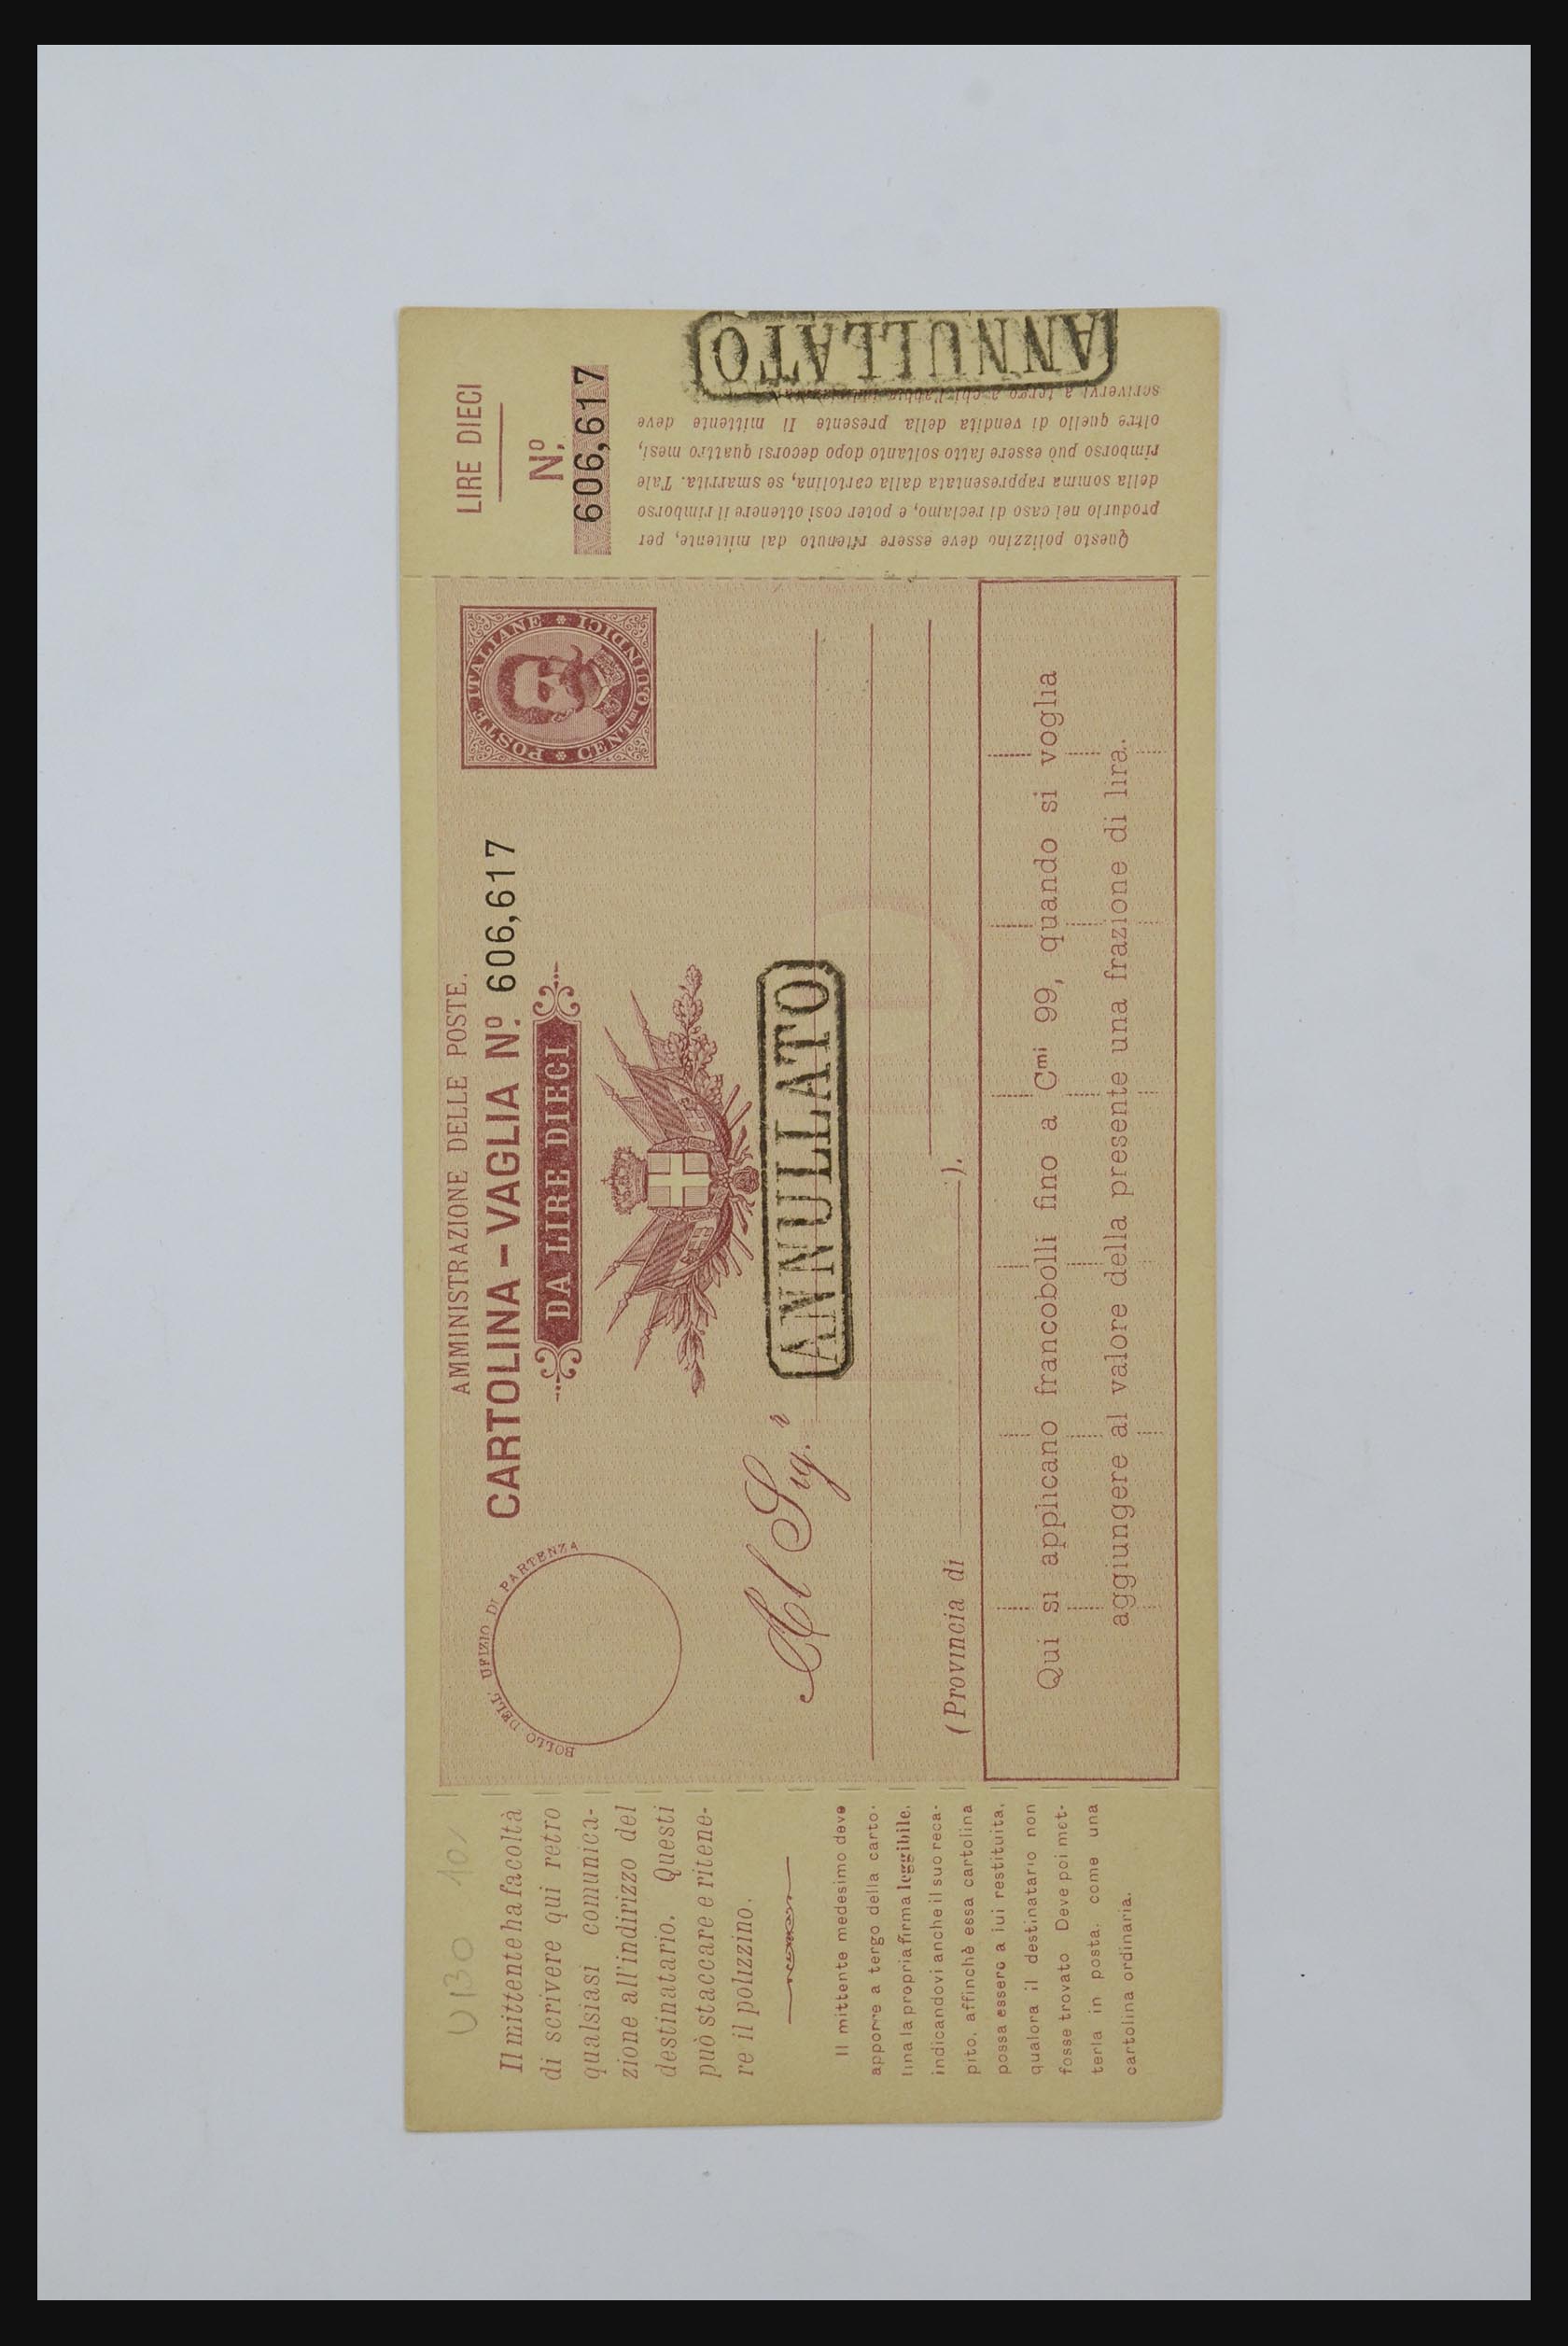 AMMINISTRAZIONE DELLE POSTE.
CARTOLINA - VAGLIA Nº. 606,617
DA LIRE DIECI
BOLLO DELL' UFIZIO DI PARTENZA
POSTE ITALIANE * CENTMI QUINDICI *
Al Sig.r
ANNULLATO
(Provincia di ).
Qui si applicano francobolli fino a Cmi 99, quando si voglia
aggiungere al valore della presente una frazione di lira.
U130 10/
Il mittente ha facoltà
di scrivere qui retro
qualsiasi comunica-
zione all'indirizzo del
destinatario. Questi
può staccare e ritene-
re il polizzino.
Il mittente medesimo deve
apporre a tergo della carto-
lina la propria firma leggibile,
indicandovi anche il suo reca-
pito, affinchè essa cartolina
possa essere a lui restituita,
qualora il destinatario non
fosse trovato Deve poi met-
terla in posta, come una
cartolina ordinaria.
LIRE DIECI
Nº.
606,617
Questo polizzino deve essere ritenuto dal mittente, per
produrlo nel caso di reclamo, e poter così ottenere il rimborso
della somma rappresentata dalla cartolina, se smarrita. Tale
rimborso può essere fatto soltanto dopo decorsi quattro mesi,
oltre quello di vendita della presente Il mittente deve
scrivervi a tergo a chi l'abbia
ANNULLATO